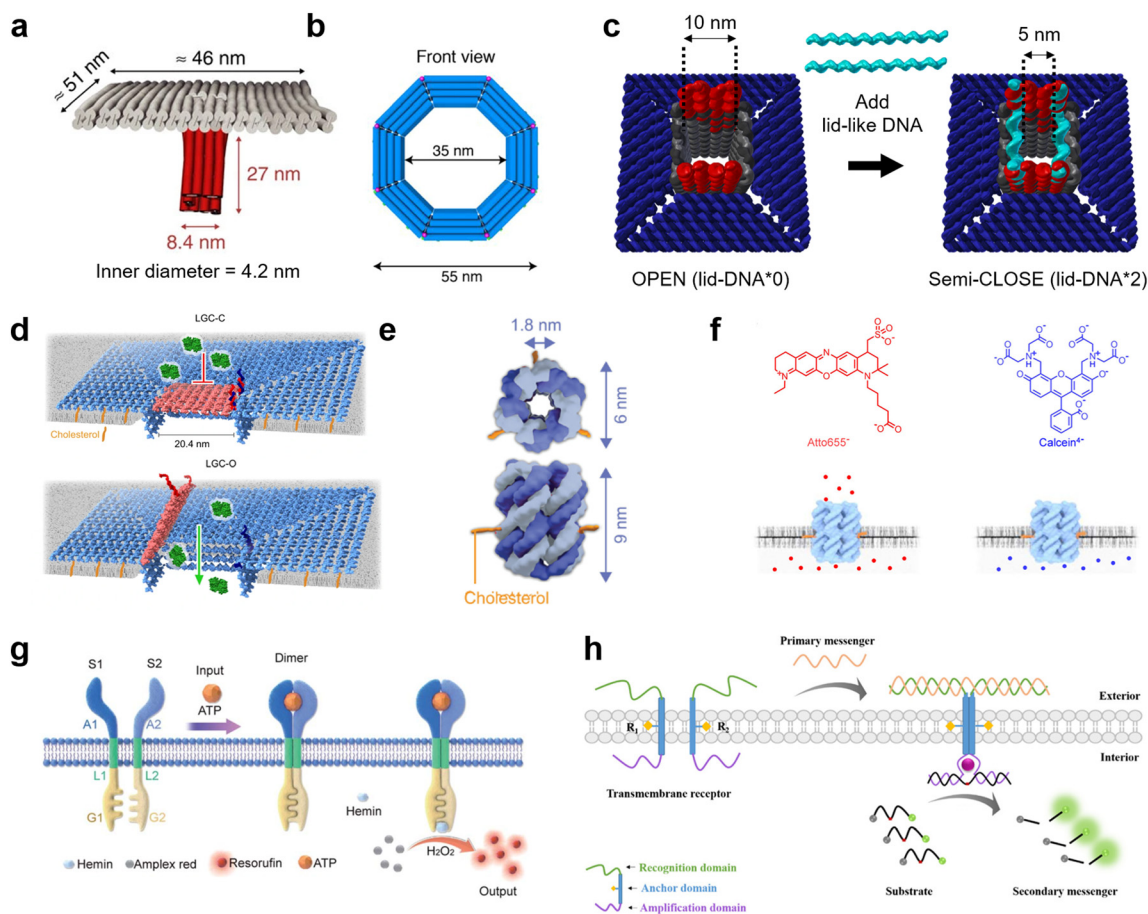 a
≈ 46 nm
≈ 51 nm
27 nm
8.4 nm
Inner diameter = 4.2 nm
b
Front view
35 nm
55 nm
c
10 nm
Add
lid-like DNA
5 nm
OPEN (lid-DNA*0)
Semi-CLOSE (lid-DNA*2)
d
LGC-C
Cholesterol
20.4 nm
LGC-O
e
1.8 nm
6 nm
9 nm
Cholesterol
f
Atto655⁻
Calcein⁴⁻
g
S1
S2
Input
ATP
Dimer
A1
A2
L1
L2
G1
G2
Hemin
H₂O₂
Output
Hemin
Amplex red
Resorufin
ATP
h
Primary messenger
Exterior
R₁
R₂
Interior
Transmembrane receptor
Recognition domain
Anchor domain
Amplification domain
Substrate
Secondary messenger